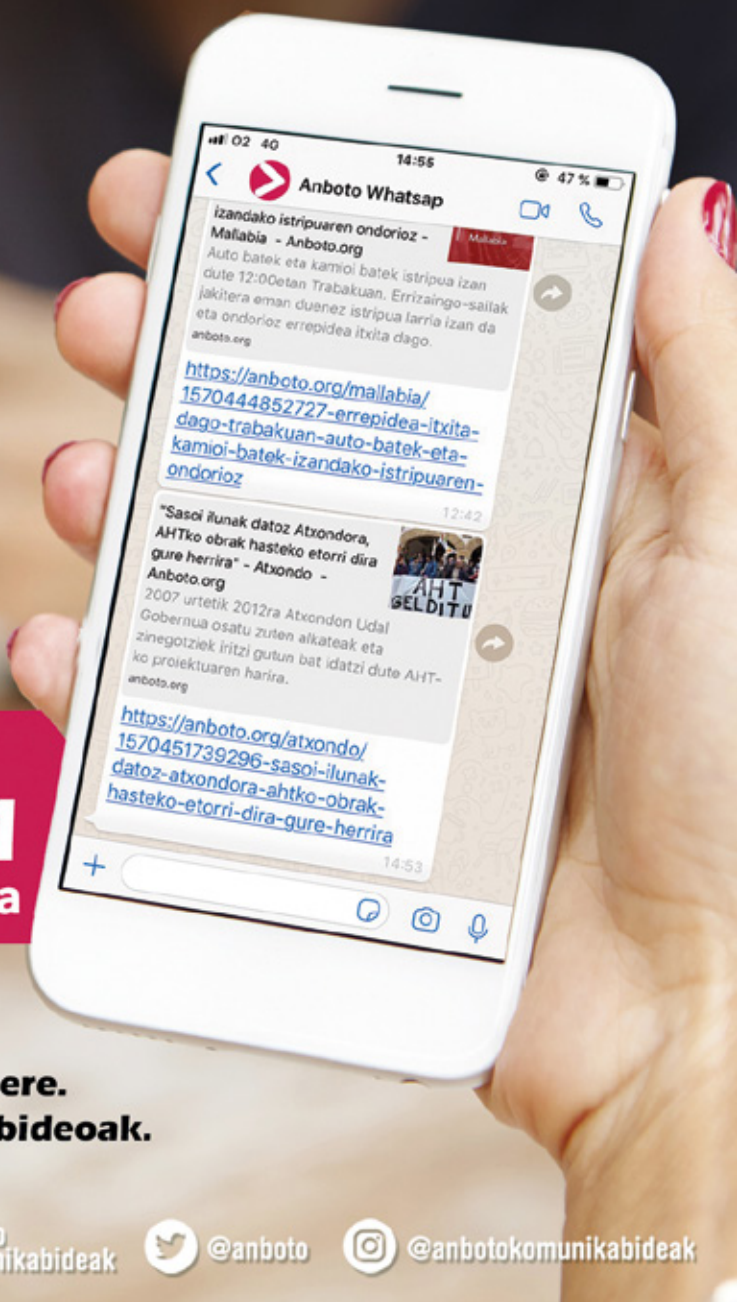 O2 4G
14:55
47 %
Anboto Whatsap
izandako istripuaren ondorioz -
Mallabia - Anboto.org
Mallabia
Auto batek eta kamioi batek istripua izan
dute 12:00etan Trabakuan. Errizaingo-sailak
jakitera eman duenez istripua larria izan da
eta ondorioz errepidea itxita dago.
anboto.org
https://anboto.org/mallabia/
1570444852727-errepidea-itxita-
dago-trabakuan-auto-batek-eta-
kamioi-batek-izandako-istripuaren-
ondorioz
12:42
"Sasoi ilunak datoz Atxondora,
AHTko obrak hasteko etorri dira
gure herrira" - Atxondo -
Anboto.org
AHT
GELDITU
2007 urtetik 2012ra Atxondon Udal
Gobernua osatu zuten alkateak eta
zinegotziek iritzi gutun bat idatzi dute AHT-
ko proiektuaren harira.
anboto.org
https://anboto.org/atxondo/
1570451739296-sasoi-ilunak-
datoz-atxondora-ahtko-obrak-
hasteko-etorri-dira-gure-herrira
14:53
a
ere.
bideoak.
nikabideak
@anboto
@anbotokomunikabideak